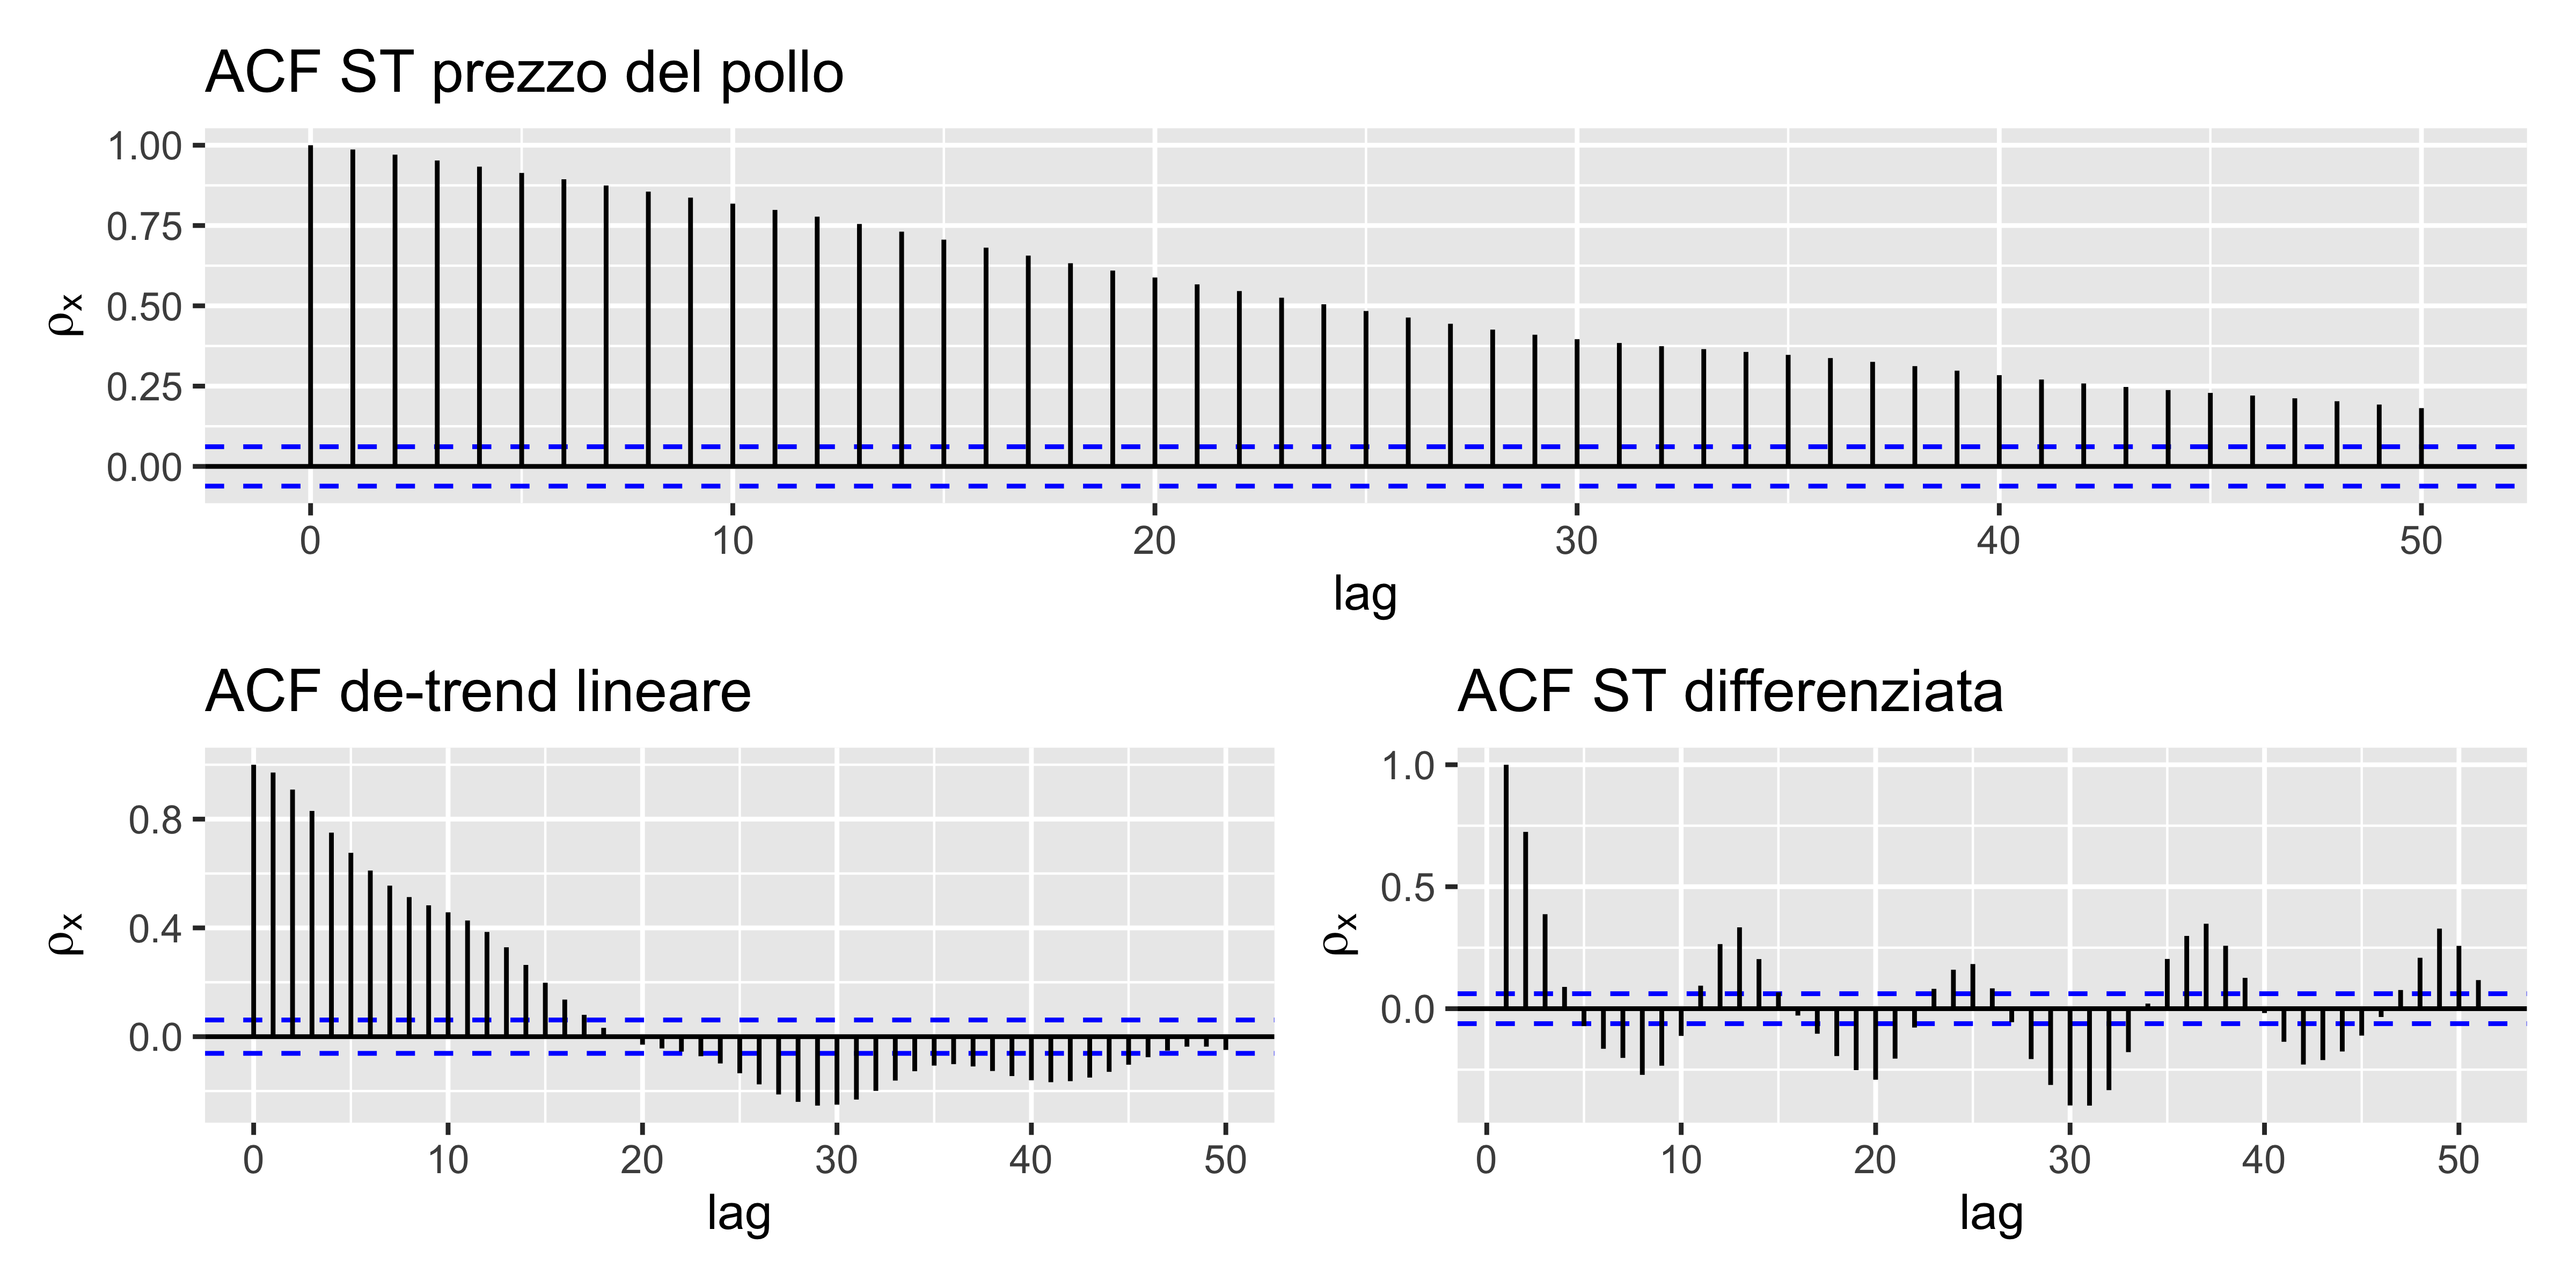 ACF ST prezzo del pollo
1.00
0.75
0.50
0.25
0.00
ρx
0 10 20 30 40 50
lag
ACF de-trend lineare
0.8
0.4
0.0
ρx
0 10 20 30 40 50
lag
ACF ST differenziata
1.0
0.5
0.0
ρx
0 10 20 30 40 50
lag